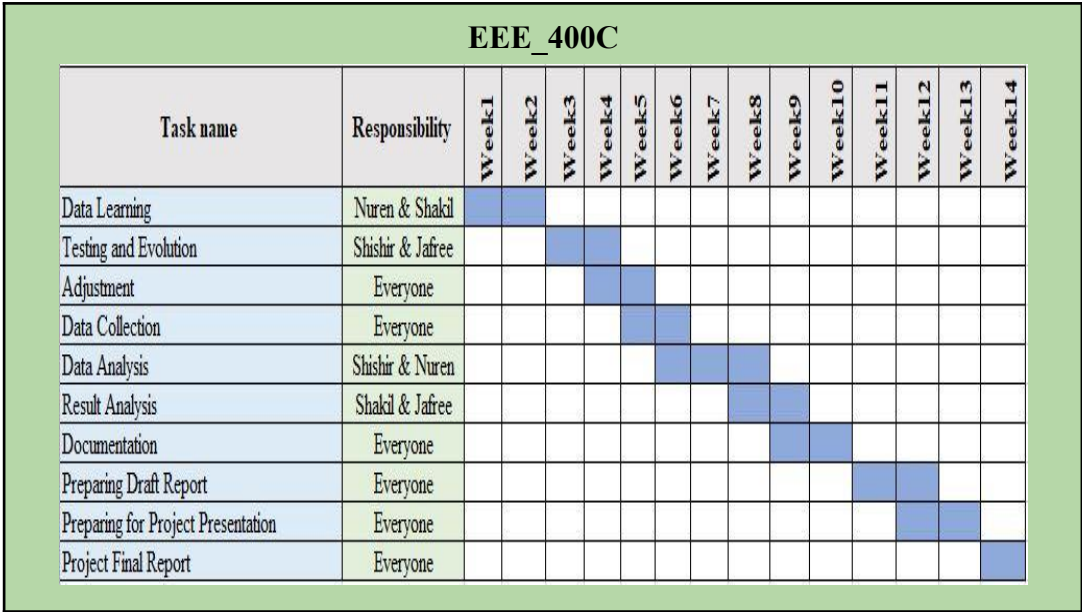 EEE_400C
Task name Responsibility Week1 Week2 Week3 Week4 Week5 Week6 Week7 Week8 Week9 Week10 Week11 Week12 Week13 Week14
Data Learning Nuren & Shakil
Testing and Evolution Shishir & Jafree
Adjustment Everyone
Data Collection Everyone
Data Analysis Shishir & Nuren
Result Analysis Shakil & Jafree
Documentation Everyone
Preparing Draft Report Everyone
Preparing for Project Presentation Everyone
Project Final Report Everyone